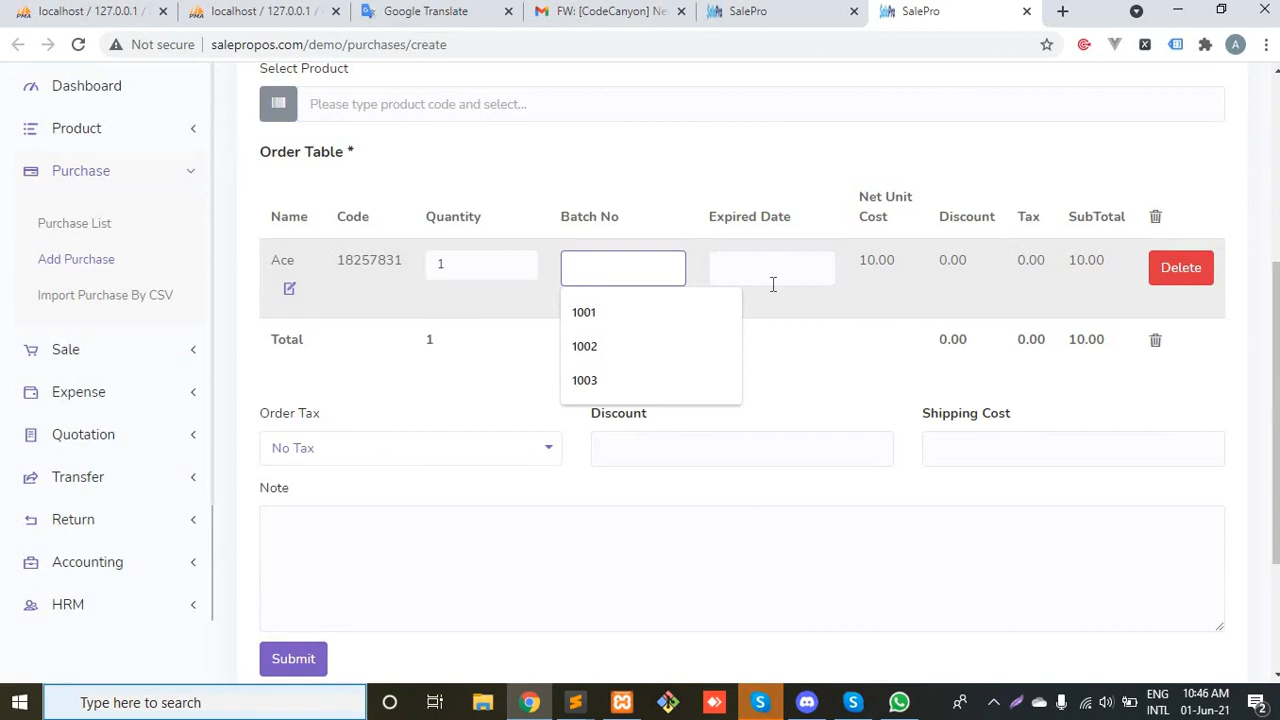 localhost / 127.0.0.1 /
localhost / 127.0.0.1 /
Google Translate
FW: [CodeCanyon] Ne
SalePro
SalePro
Not secure
salepropos.com/demo/purchases/create
A
Dashboard
Product
Purchase
Purchase List
Add Purchase
Import Purchase By CSV
Sale
Expense
Quotation
Transfer
Return
Accounting
HRM
Select Product
Please type product code and select...
Order Table *
Name Code Quantity Batch No Expired Date Net Unit Cost Discount Tax SubTotal
Ace 18257831 1 10.00 0.00 0.00 10.00 Delete
1001
1002
1003
Total 1 0.00 0.00 10.00
Order Tax Discount Shipping Cost
No Tax
Note
Submit
Type here to search
ENG
INTL
10:46 AM
01-Jun-21
2